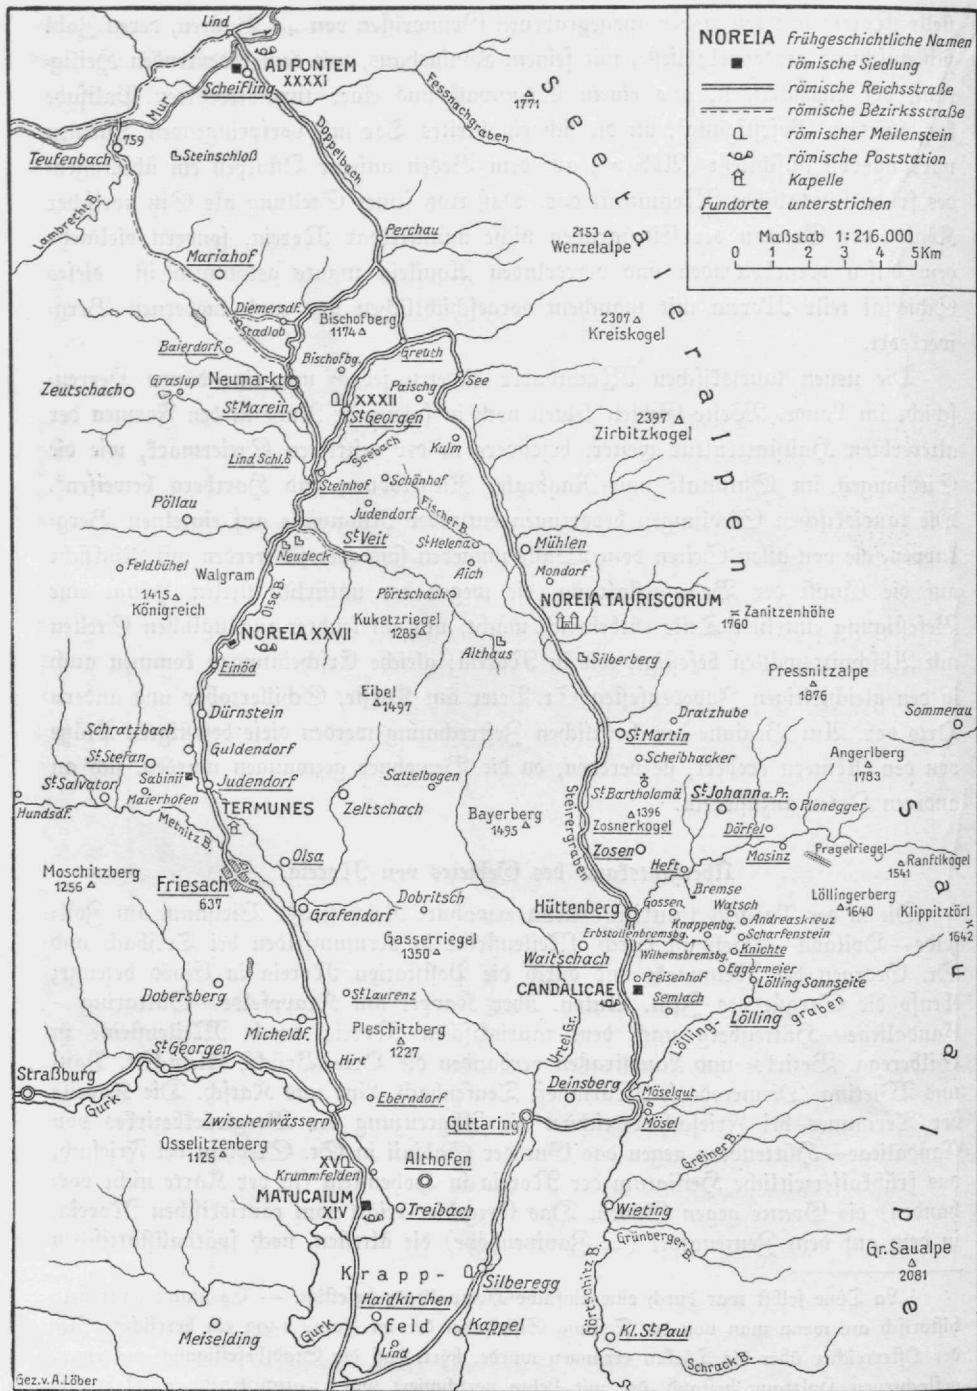 NOREIA frühgeschichtliche Namen
römische Siedlung
römische Reichsstraße
römische Bezirksstraße
römischer Meilenstein
römische Poststation
Kapelle
Fundorte unterstrichen
Maßstab 1:216.000
0 1 2 3 4 5Km
Lind
AD PONTEM
XXXXI
Scheifling
Mur
Doppelbach
Fessnachgraben
1771
Seetaleralpen
Teufenbach
759
Steinschloß
Lambrecht B.
Perchau
2153
Wenzelalpe
Mariahof
Diemersdf.
Stadlob
Bischofberg
1174
2307
Kreiskogel
Baierdorf
Bischofbg.
Greuth
Zeutschach
Graslup
Neumarkt
XXXII
Paischg
See
St Marein
St Georgen
2397
Zirbitzkogel
Lind Schl.
Seebach
Kulm
Steinhof
Schönhof
Pöllau
Judendorf
Fischer B.
St Veit
St Helena
Mühlen
Neudeck
Feldbühel
Walgram
Aich
Mondorf
1415
Königreich
Olsa B.
Pörtschach
NOREIA TAURISCORUM
Zanitzenhöhe
1760
Kuketzriegel
1285
NOREIA XXVII
Althaus
Silberberg
Einöd
Pressnitzalpe
1876
Eibel
1497
Dürnstein
Dratzhube
Sommerau
Schratzbach
St Martin
Guldendorf
Angerlberg
1783
St Stefan
Scheibhacker
Sabinii
Judendorf
Sattelbogen
St Bartholomä
St Johann a.Pr.
St Salvator
Maierhofen
Hundsdf.
TERMUNES
Zeltschach
Bayerberg
1495
Steirergraben
1396
Zosnerkogel
Plonegger
Dörfel
Metnitz B.
Zosen
Mosinz
Pragelriegel
Olsa
Heft
Ranftlkogl
1541
Moschitzberg
1256
Friesach
637
Bremse
Gossen
Watsch
Löllingerberg
1640
Klippitztörl
1642
Dobritsch
Grafendorf
Hüttenberg
Knappenbg.
Andreaskreuz
Erbstollenbremsbg.
Scharfenstein
Gasserriegel
1350
Waitschach
Wilhemsbremsbg.
Knichte
Eggermeier
CANDALICAE
Preisenhof
Lölling Sonnseite
Dobersberg
St Laurenz
Semlach
Lölling
Lölling-graben
Micheldf.
Pleschitzberg
1227
Urtelgr.
St Georgen
Hirt
Deinsberg
Straßburg
Gurk
Eberndorf
Möselgut
Mösel
Zwischenwässern
Guttaring
Osselitzenberg
1125
Greiner B.
XV
Krumfelden
Althofen
MATUCAIUM
XIV
Treibach
Wieting
Grünberger B.
Gr. Saualpe
2081
Saualpe
Görtschitz B.
Krapp-
feld
Silberegg
Haidkirchen
Gurk
Kappel
Meiselding
Lind
Kl. St Paul
Schrack B.
Gez.v.A.Löber